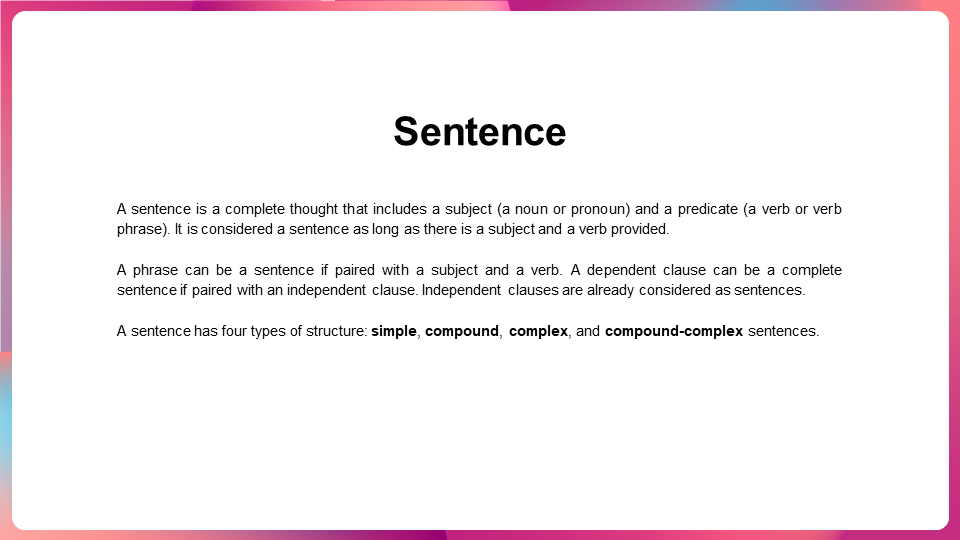 Sentence
A sentence is a complete thought that includes a subject (a noun or pronoun) and a predicate (a verb or verb
phrase). It is considered a sentence as long as there is a subject and a verb provided.
A phrase can be a sentence if paired with a subject and a verb. A dependent clause can be a complete
sentence if paired with an independent clause. Independent clauses are already considered as sentences.
A sentence has four types of structure: simple, compound, complex, and compound-complex sentences.